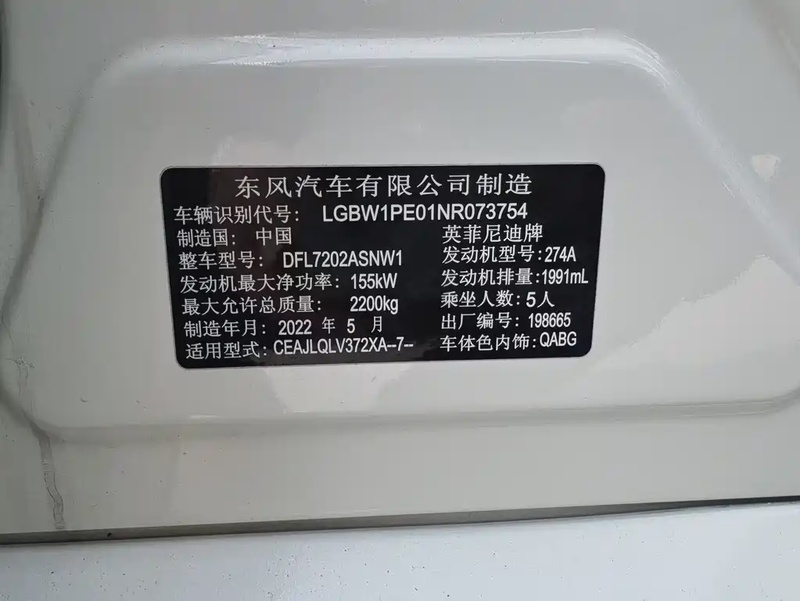 东风汽车有限公司制造
车辆识别代号: LGBW1PE01NR073754
制造国: 中国 英菲尼迪牌
整车型号: DFL7202ASNW1 发动机型号: 274A
发动机最大净功率: 155kW 发动机排量: 1991mL
最大允许总质量: 2200kg 乘坐人数: 5人
制造年月: 2022 年 5 月 出厂编号: 198665
适用型式: CEAJLQLV372XA--7-- 车体色内饰: QABG